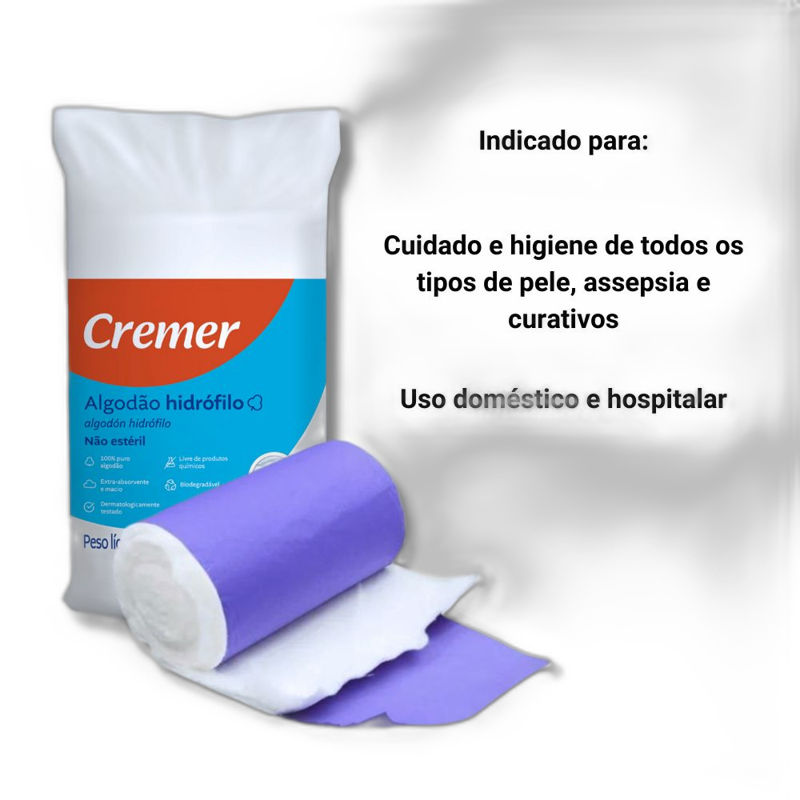 Indicado para:
Cuidado e higiene de todos os
tipos de pele, assepsia e
curativos
Uso doméstico e hospitalar
Cremer
Algodão hidrófilo
algodón hidrófilo
Não estéril
100% puro
algodão
Livre de produtos
químicos
Extra-absorvente
e macio
Biodegradável
Dermatologicamente
testado
Peso